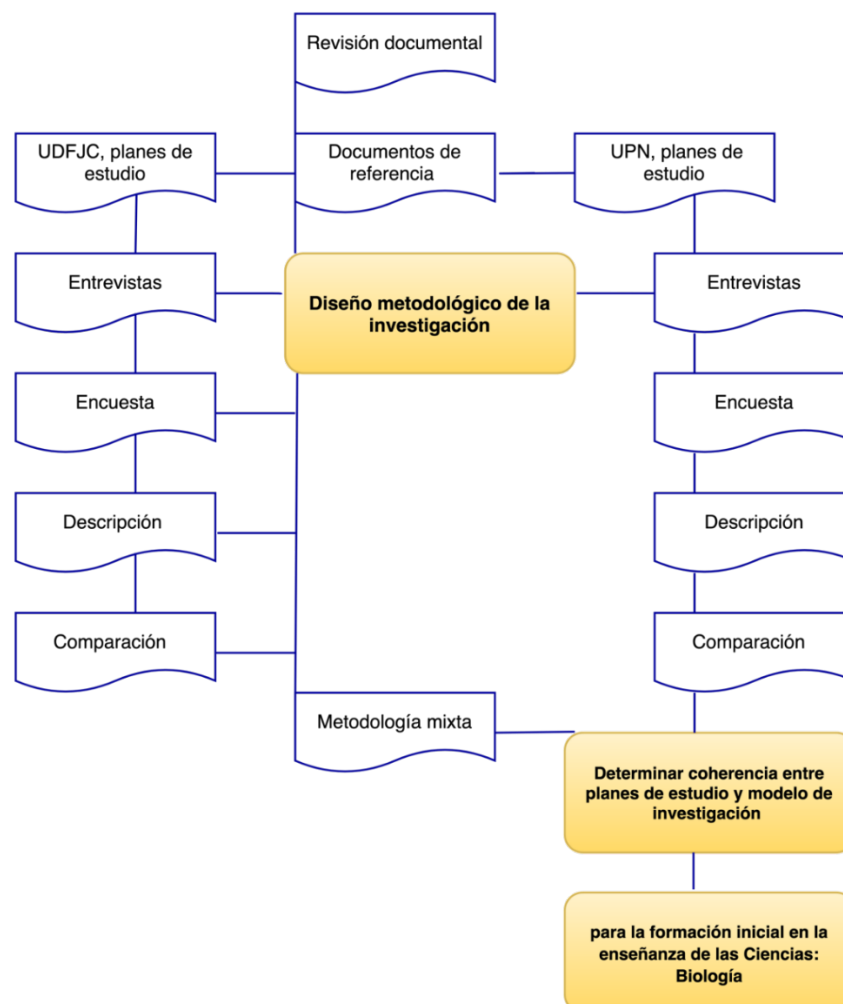 Revisión documental
UDFJC, planes de
estudio
Documentos de
referencia
UPN, planes de
estudio
Entrevistas
Diseño metodológico de la
investigación
Entrevistas
Encuesta
Encuesta
Descripción
Descripción
Comparación
Comparación
Metodología mixta
Determinar coherencia entre
planes de estudio y modelo de
investigación
para la formación inicial en la
enseñanza de las Ciencias:
Biología